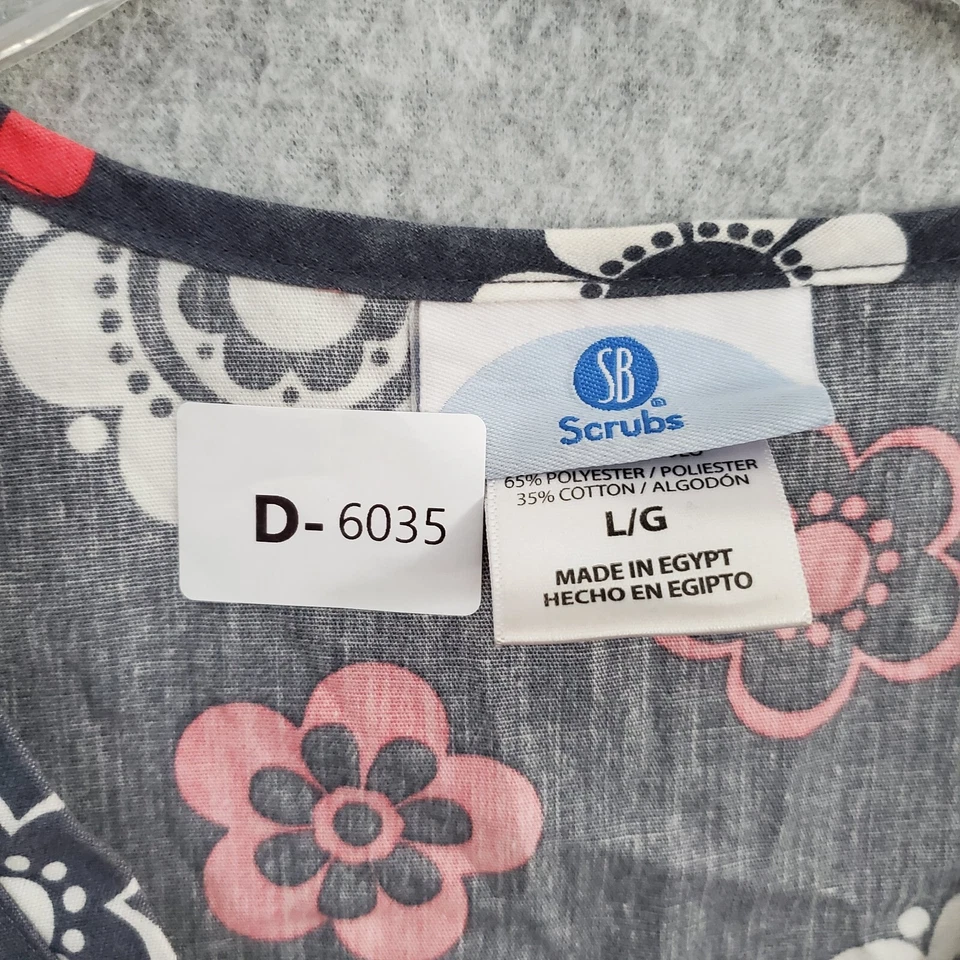 SB
Scrubs
65% POLYESTER / POLIESTER
35% COTTON / ALGODÓN
L/G
MADE IN EGYPT
HECHO EN EGIPTO
D- 6035